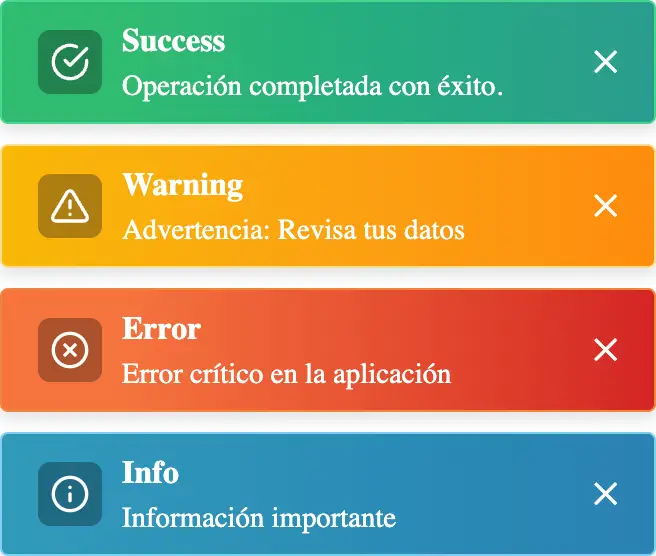 Success
Operación completada con éxito.
Warning
Advertencia: Revisa tus datos
Error
Error crítico en la aplicación
Info
Información importante